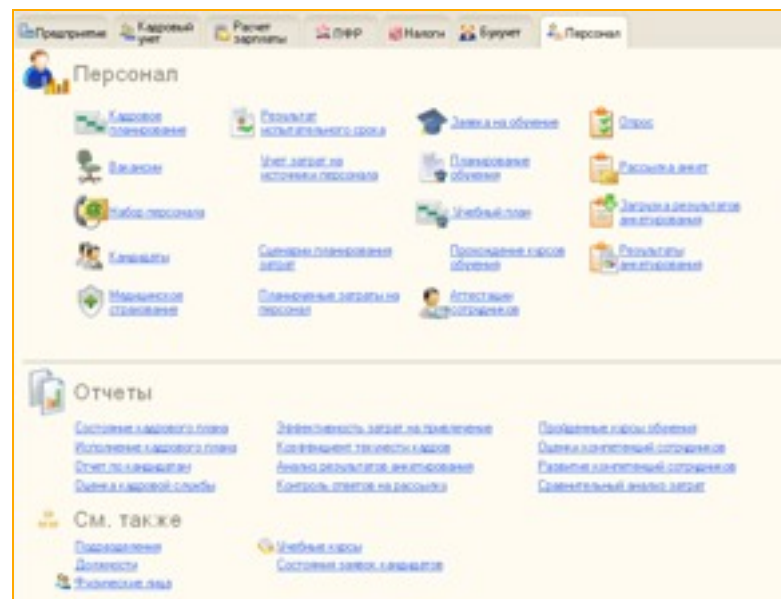 Предприятие
Кадровый
учет
Расчет
зарплаты
ПФР
Налоги
Бухучет
Персонал
Персонал
Кадровое
планирование
Результат
испытательного срока
Заявка на обучение
Опрос
Вакансии
Учет затрат на
источники персонала
Планирование
обучения
Рассылка анкет
Набор персонала
Учебный план
Загрузка результатов
анкетирования
Кандидаты
Сценарии планирования
затрат
Прохождение курсов
обучения
Результаты
анкетирования
Медицинское
страхование
Планируемые затраты на
персонал
Аттестации
сотрудников
Отчеты
Состояние кадрового плана
Эффективность затрат на привлечение
Пройденные курсы обучения
Исполнение кадрового плана
Коэффициент текучести кадров
Оценки компетенций сотрудников
Отчет по кандидатам
Анализ результатов анкетирования
Развитие компетенций сотрудников
Оценка кадровой службы
Контроль ответов на рассылки
Сравнительный анализ затрат
См. также
Подразделения
Учебные курсы
Должности
Состояния заявок кандидатов
Физические лица